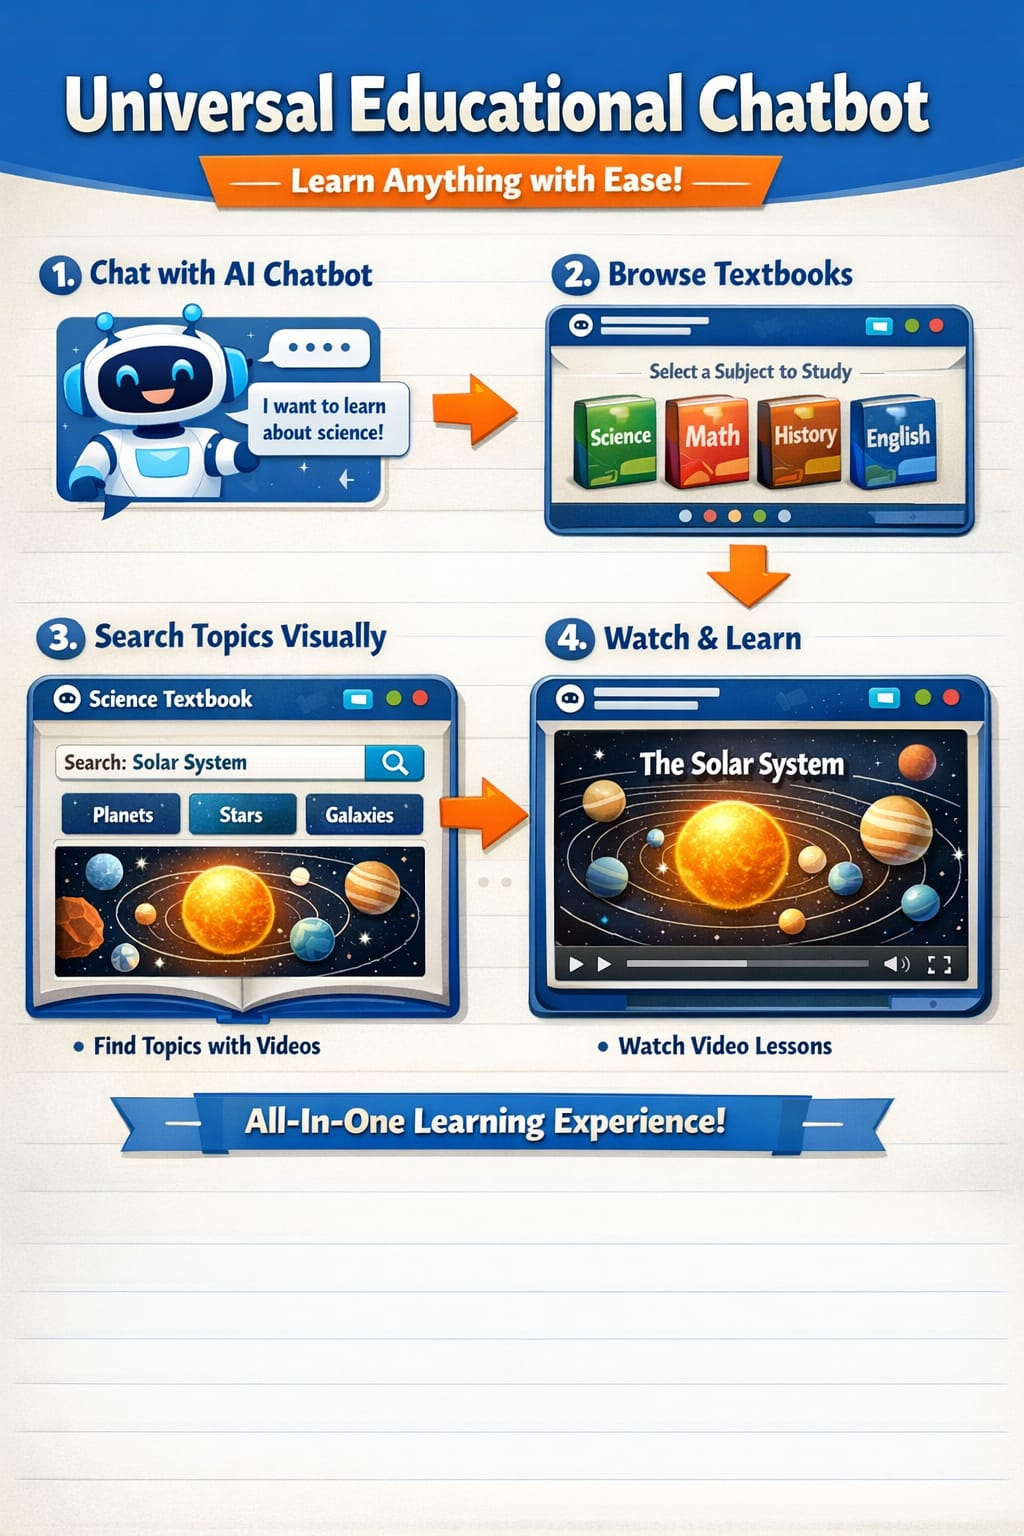 Universal Educational Chatbot
Learn Anything with Ease!
1. Chat with AI Chatbot
I want to learn
about science!
2. Browse Textbooks
Select a Subject to Study
Science
Math
History
English
3. Search Topics Visually
Science Textbook
Search: Solar System
Planets
Stars
Galaxies
• Find Topics with Videos
4. Watch & Learn
The Solar System
• Watch Video Lessons
All-In-One Learning Experience!